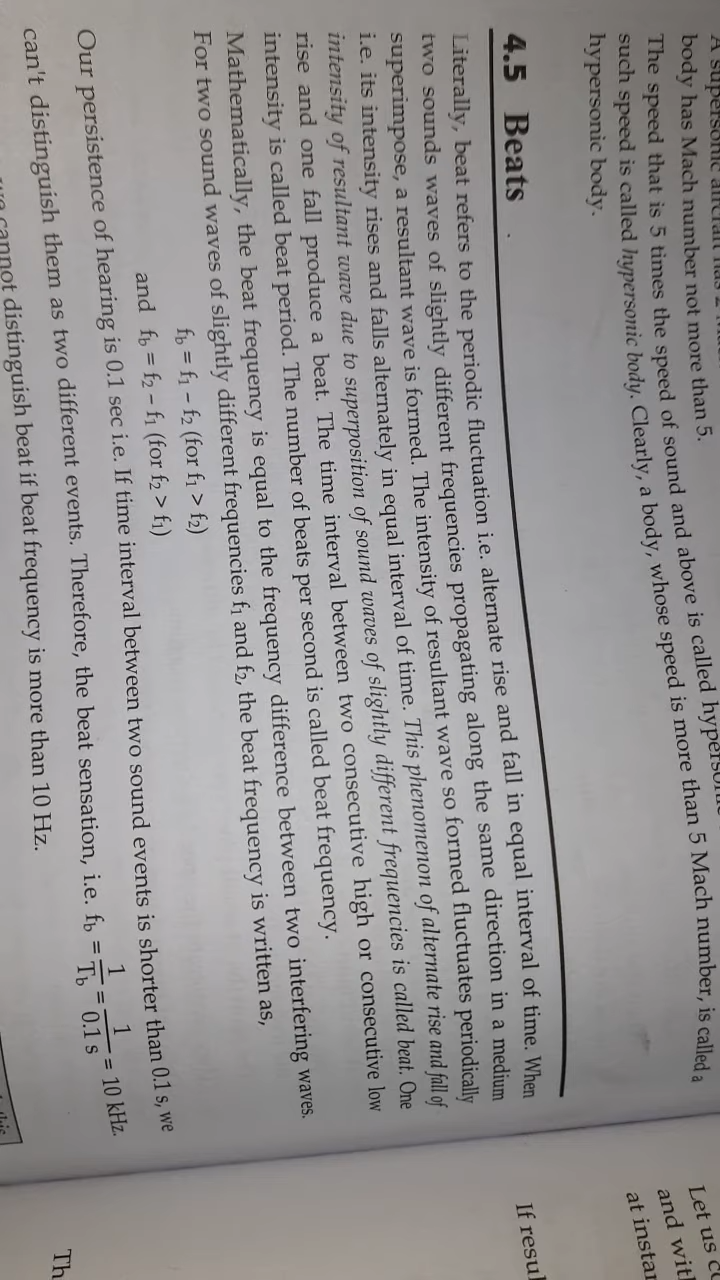 body has Mach number not more than 5.
The speed that is 5 times the speed of sound and above is called
such speed is called hypersonic body. Clearly, a body, whose speed is more than 5 Mach number, is called a
hypersonic body.
4.5 Beats
Literally, beat refers to the periodic fluctuation i.e. alternate rise and fall in equal interval of time. When
two sounds waves of slightly different frequencies propagating along the same direction in a medium
superimpose, a resultant wave is formed. The intensity of resultant wave so formed fluctuates periodically
i.e. its intensity rises and falls alternately in equal interval of time. This phenomenon of alternate rise and fall of
intensity of resultant wave due to superposition of sound waves of slightly different frequencies is called beat. One
rise and one fall produce a beat. The time interval between two consecutive high or consecutive low
intensity is called beat period. The number of beats per second is called beat frequency.
Mathematically, the beat frequency is equal to the frequency difference between two interfering waves.
For two sound waves of slightly different frequencies f₁ and f₂, the beat frequency is written as,
f_b = f₁ – f₂ (for f₁ > f₂)
and f_b = f₂ – f₁ (for f₂ > f₁)
Our persistence of hearing is 0.1 sec i.e. If time interval between two sound events is shorter than 0.1 s, we
can't distinguish them as two different events. Therefore, the beat sensation, i.e. f_b = 1/T_b = 1/0.1 s = 10 kHz.
cannot distinguish beat if beat frequency is more than 10 Hz.
Let us
and
at
If